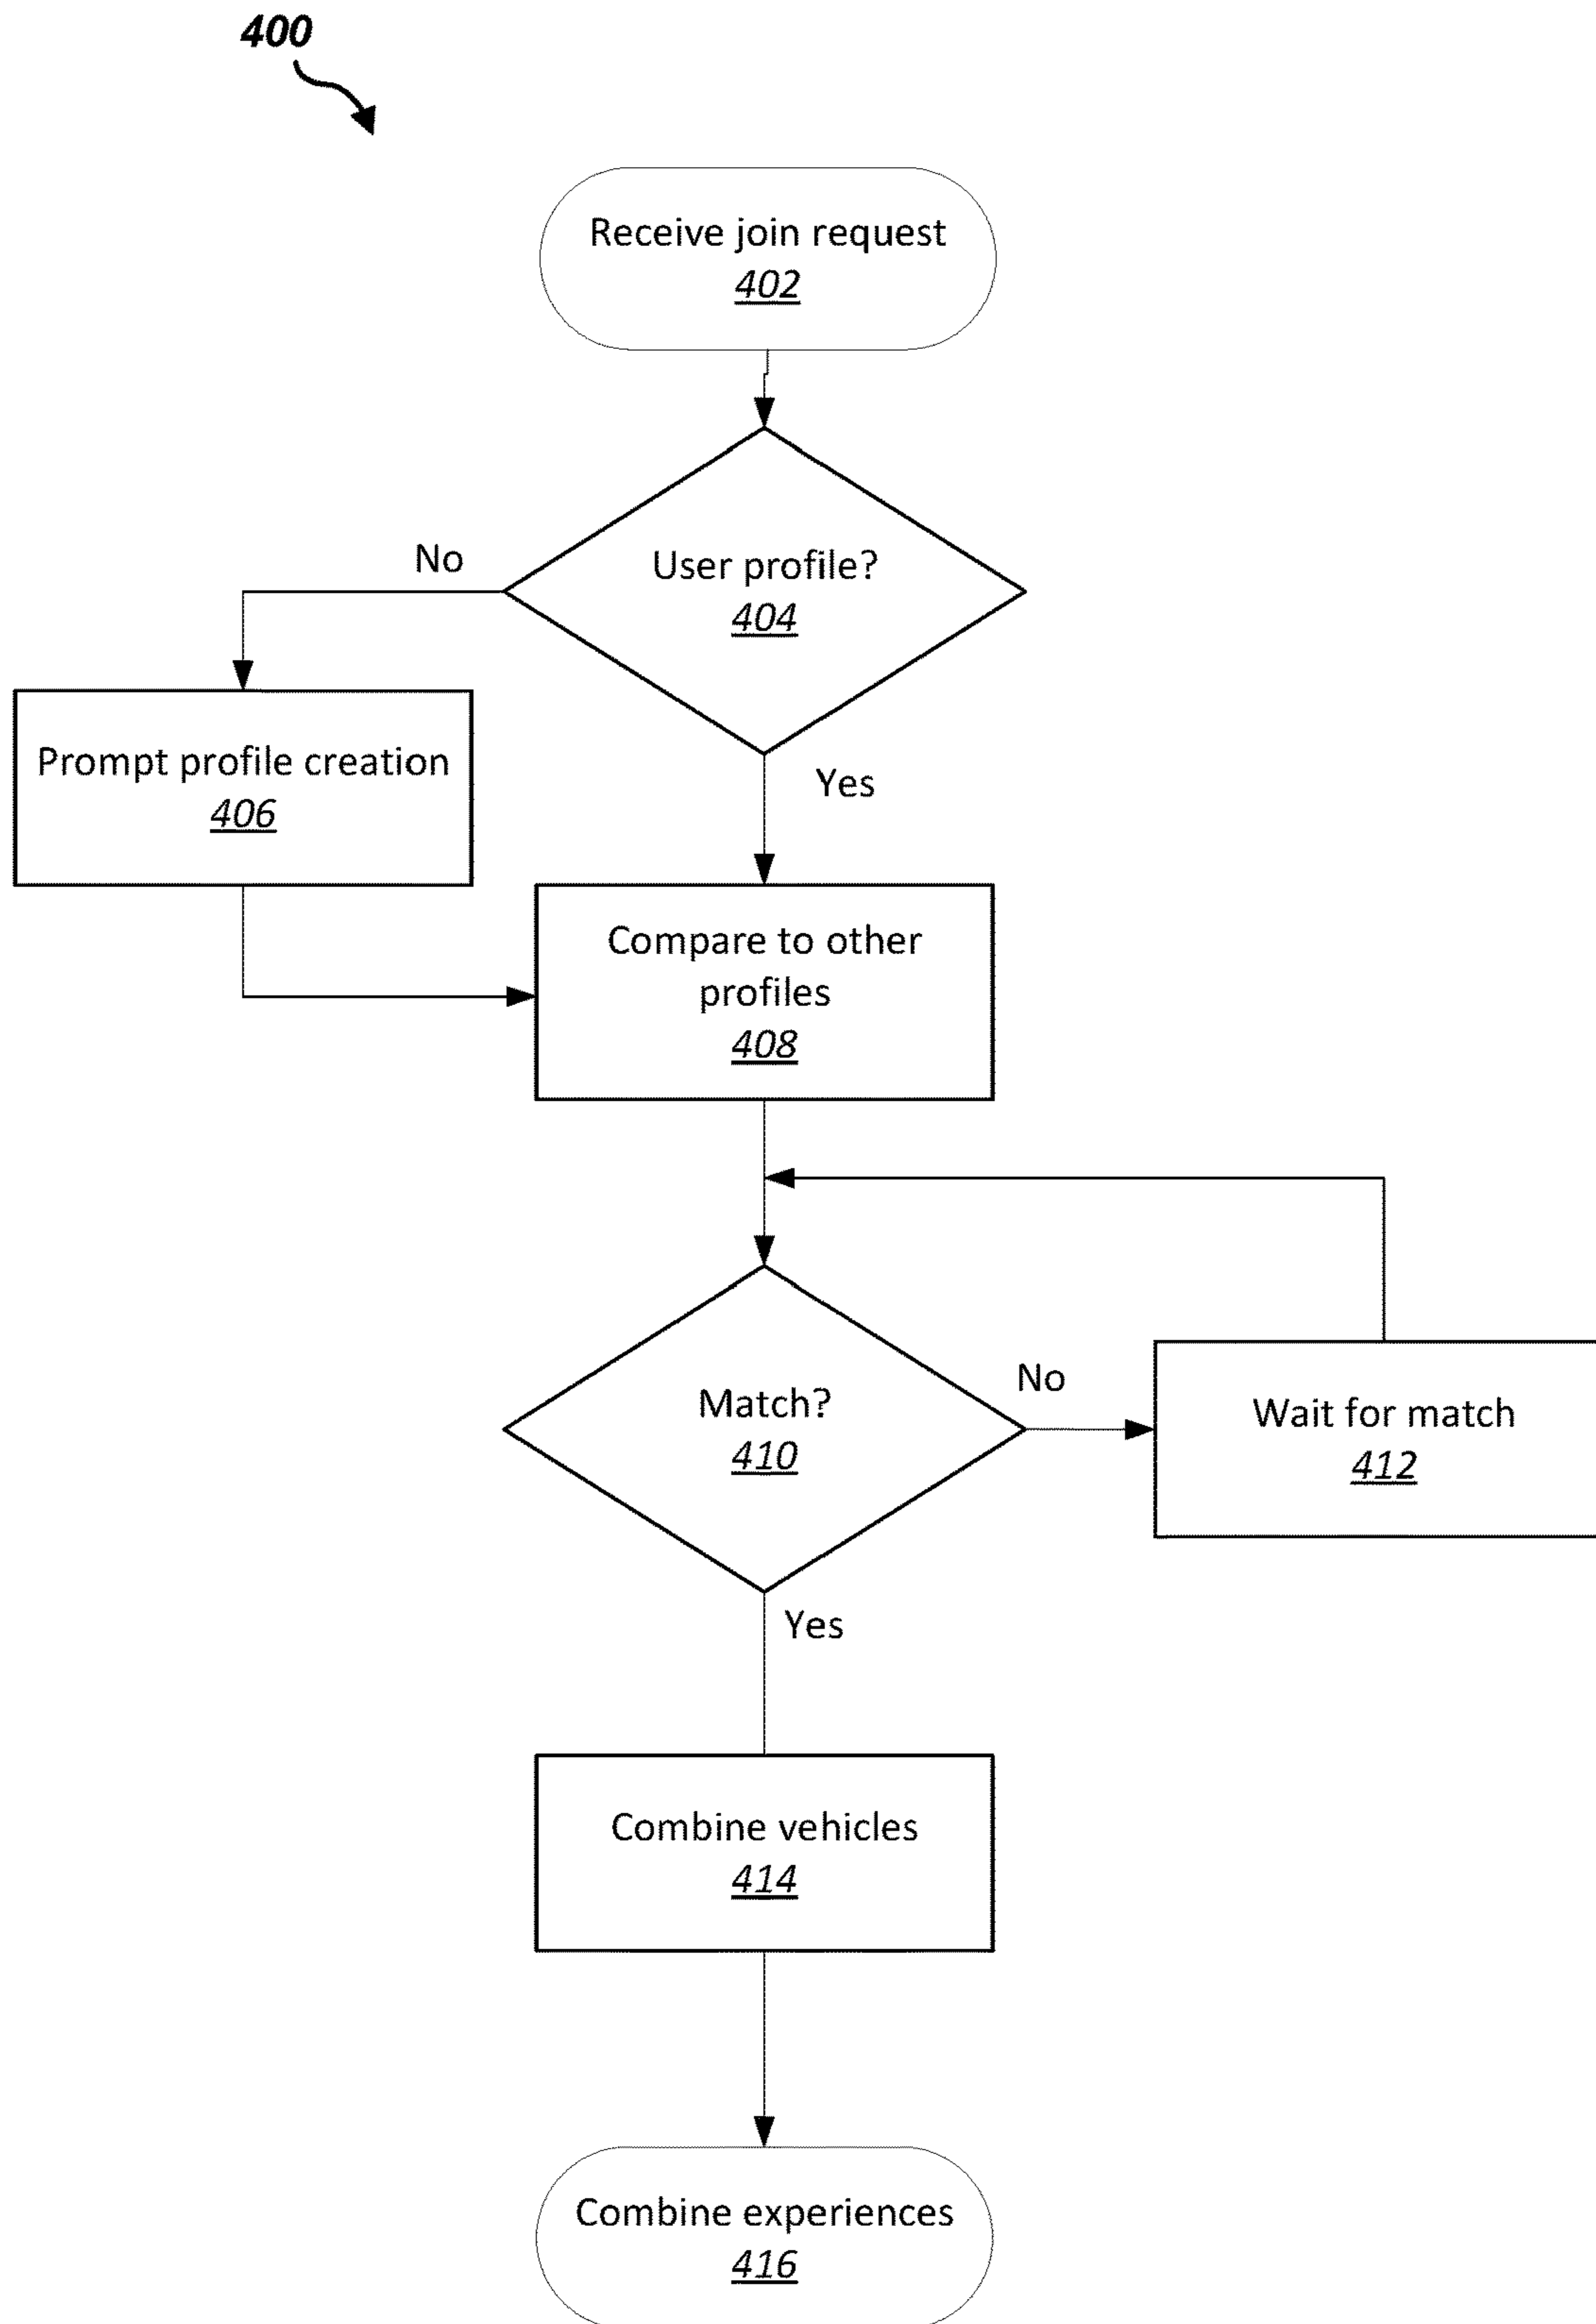 400
Receive join request
402
No
User profile?
404
Prompt profile creation
406
Yes
Compare to other
profiles
408
No
Match?
410
Wait for match
412
Yes
Combine vehicles
414
Combine experiences
416